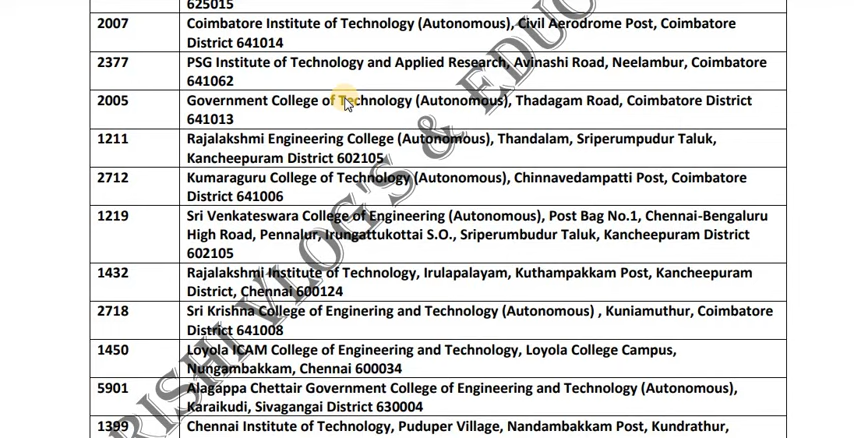 625015
2007 Coimbatore Institute of Technology (Autonomous), Civil Aerodrome Post, Coimbatore
District 641014
2377 PSG Institute of Technology and Applied Research, Avinashi Road, Neelambur, Coimbatore
641062
2005 Government College of Technology (Autonomous), Thadagam Road, Coimbatore District
641013
1211 Rajalakshmi Engineering College (Autonomous), Thandalam, Sriperumpudur Taluk,
Kancheepuram District 602105
2712 Kumaraguru College of Technology (Autonomous), Chinnavedampatti Post, Coimbatore
District 641006
1219 Sri Venkateswara College of Engineering (Autonomous), Post Bag No.1, Chennai-Bengaluru
High Road, Pennalur, Irungattukottai S.O., Sriperumbudur Taluk, Kancheepuram District
602105
1432 Rajalakshmi Institute of Technology, Irulapalayam, Kuthampakkam Post, Kancheepuram
District, Chennai 600124
2718 Sri Krishna College of Enginering and Technology (Autonomous) , Kuniamuthur, Coimbatore
District 641008
1450 Loyola ICAM College of Engineering and Technology, Loyola College Campus,
Nungambakkam, Chennai 600034
5901 Alagappa Chettair Government College of Engineering and Technology (Autonomous),
Karaikudi, Sivagangai District 630004
1399 Chennai Institute of Technology, Puduper Village, Nandambakkam Post, Kundrathur,
RISHI VLOG'S & EDUC